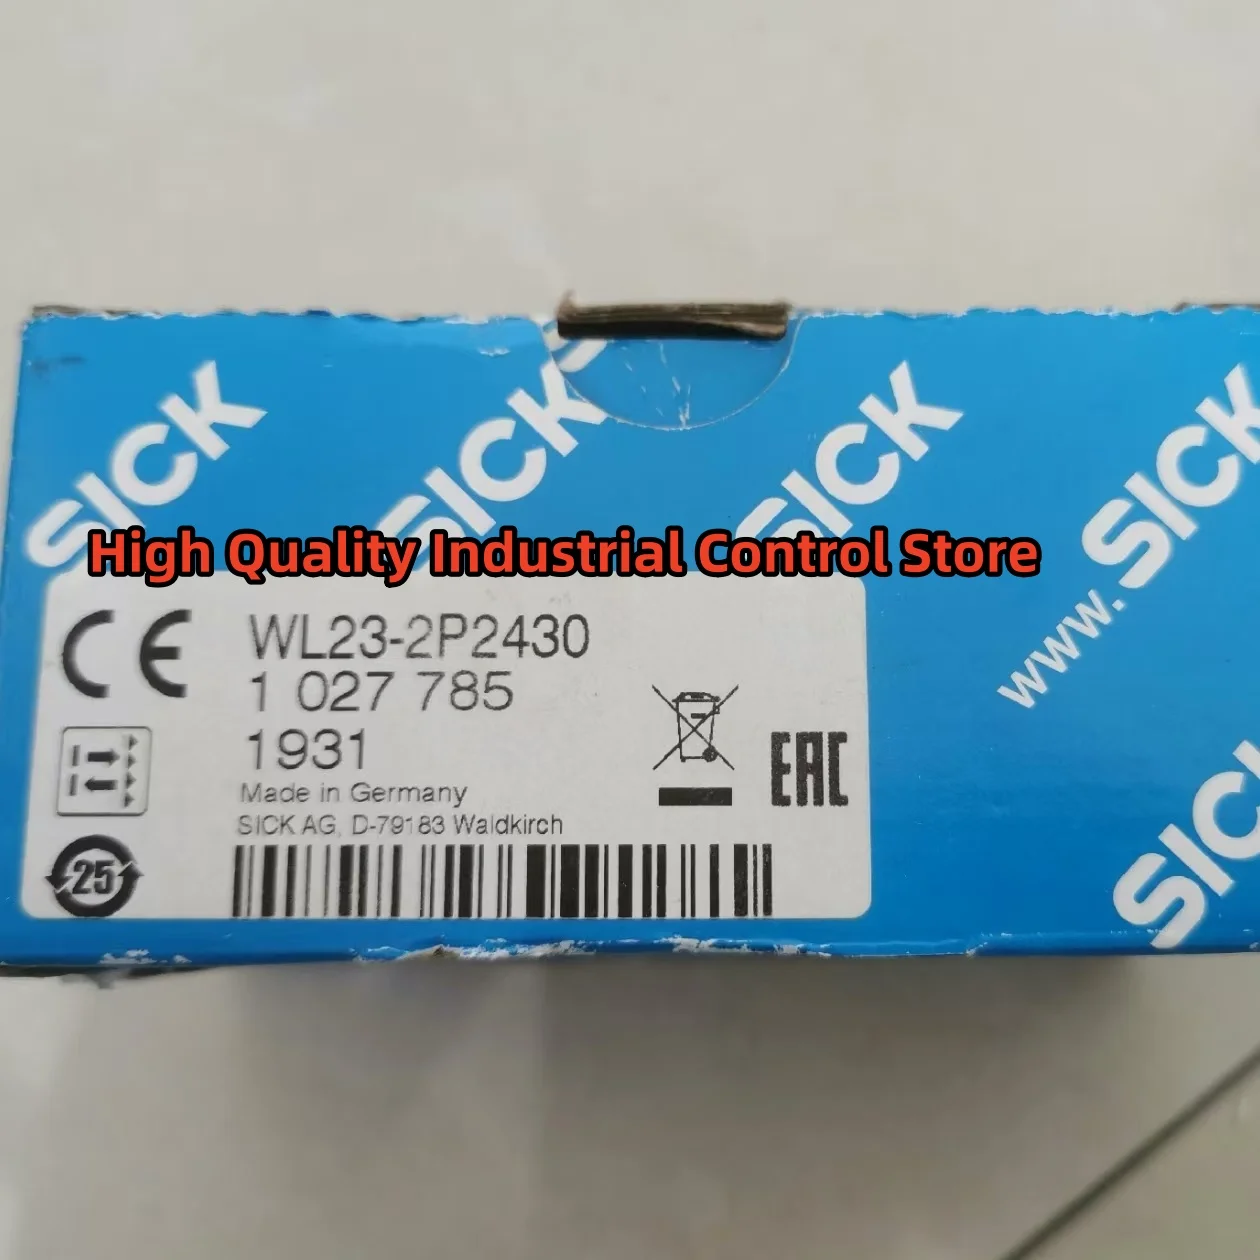 SICK SICK SICK www.SICK
High Quality Industrial Control Store
CE WL23-2P2430
1 027 785
1931
Made in Germany
SICK AG, D-79183 Waldkirch
EAC
25
SICK